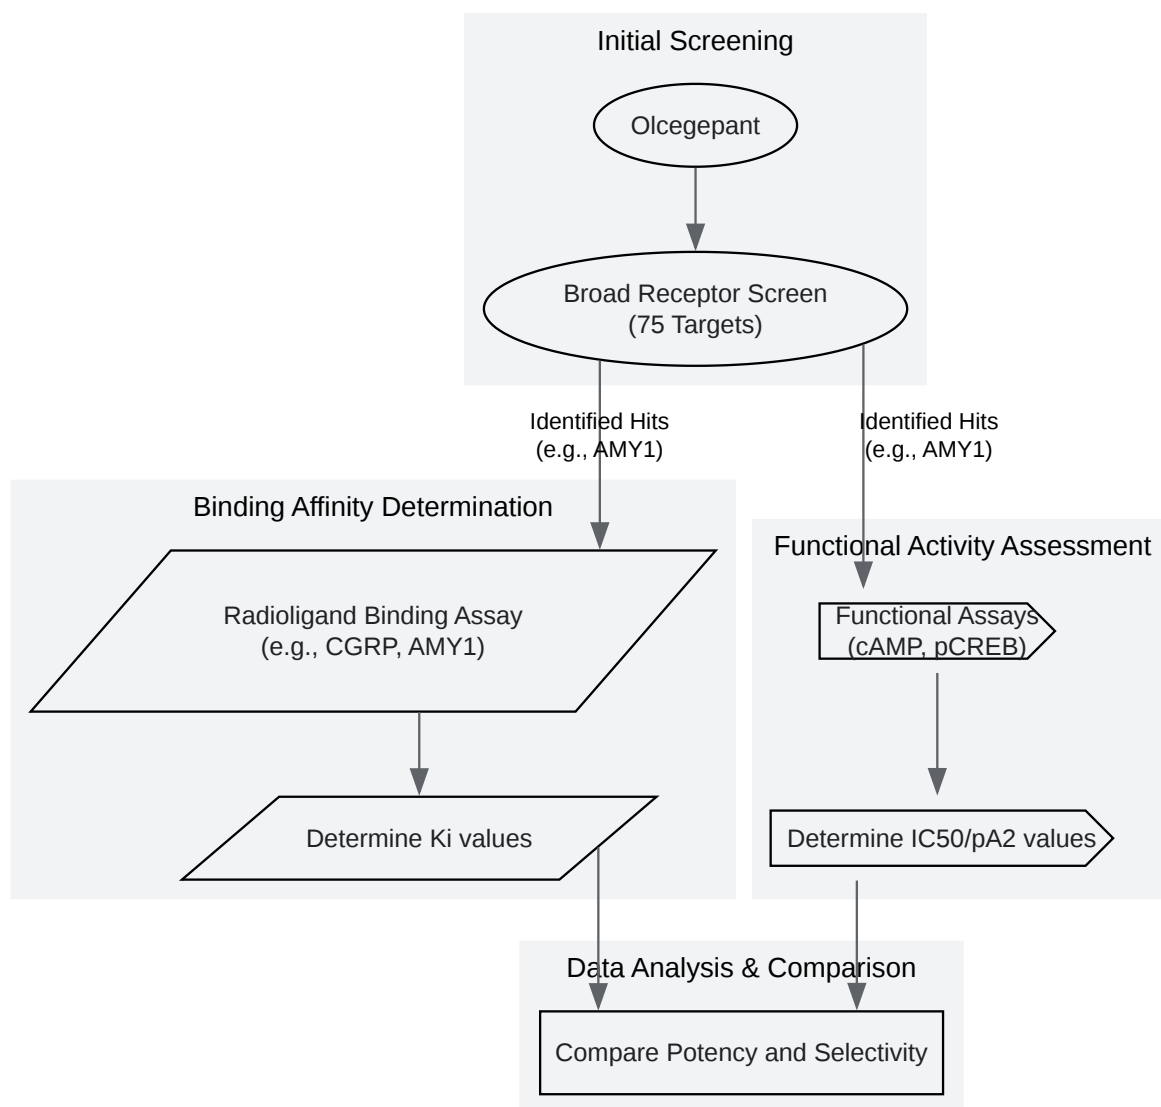 Initial Screening
Olcegepant
Broad Receptor Screen
(75 Targets)
Identified Hits
(e.g., AMY1)
Identified Hits
(e.g., AMY1)
Binding Affinity Determination
Radioligand Binding Assay
(e.g., CGRP, AMY1)
Determine Ki values
Functional Activity Assessment
Functional Assays
(cAMP, pCREB)
Determine IC50/pA2 values
Data Analysis & Comparison
Compare Potency and Selectivity